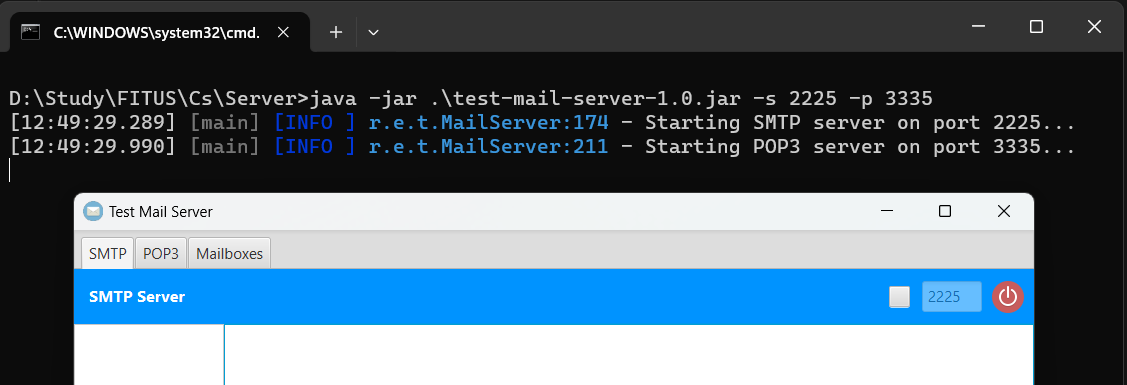 C:\WINDOWS\system32\cmd.
D:\Study\FITUS\Cs\Server>java -jar .\test-mail-server-1.0.jar -s 2225 -p 3335
[12:49:29.289] [main] [INFO ] r.e.t.MailServer:174 - Starting SMTP server on port 2225...
[12:49:29.990] [main] [INFO ] r.e.t.MailServer:211 - Starting POP3 server on port 3335...
Test Mail Server
SMTP POP3 Mailboxes
SMTP Server 2225